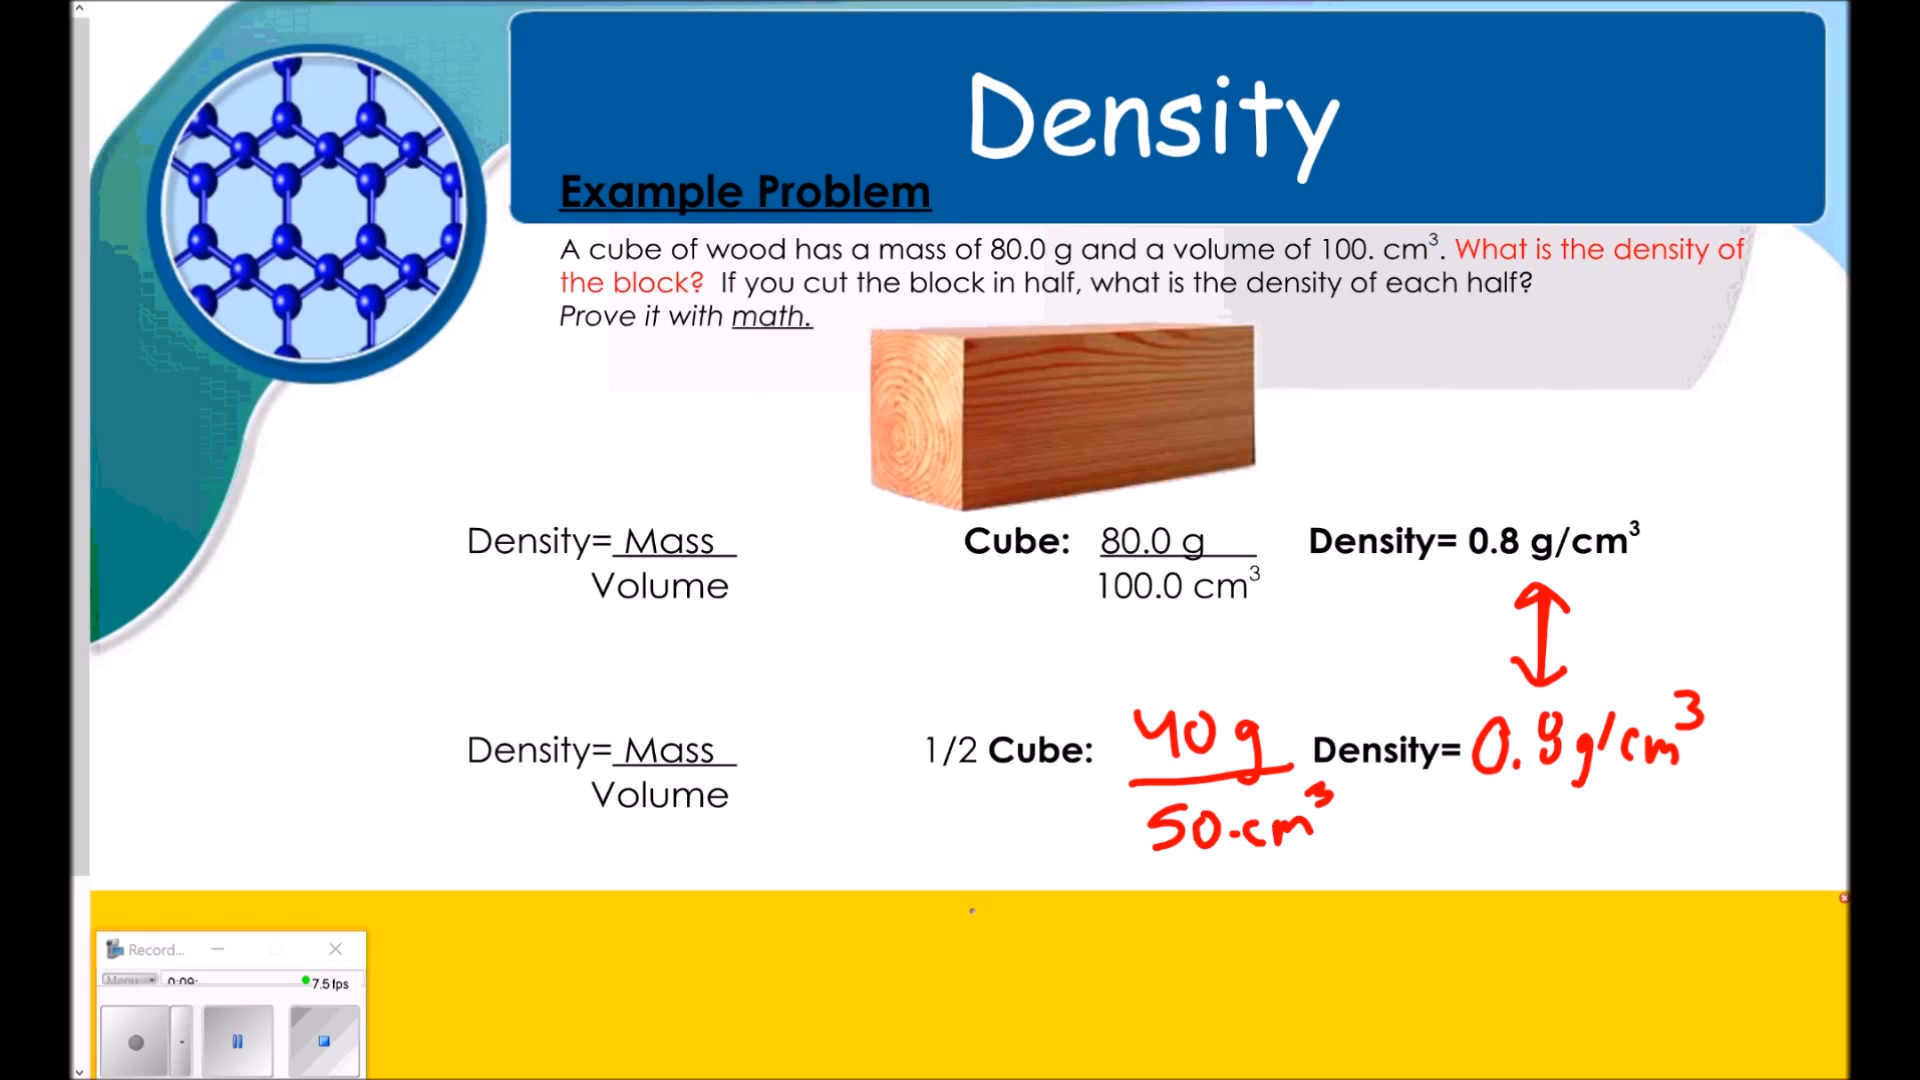 Density
Example Problem
A cube of wood has a mass of 80.0 g and a volume of 100. cm³. What is the density of
the block? If you cut the block in half, what is the density of each half?
Prove it with math.
Density= Mass
Volume
Cube: 80.0 g
100.0 cm³
Density= 0.8 g/cm³
Density= Mass
Volume
1/2 Cube: 40 g
50.cm³
Density= 0.8 g/cm³
Record...
Menu
0:09:
7.5 fps